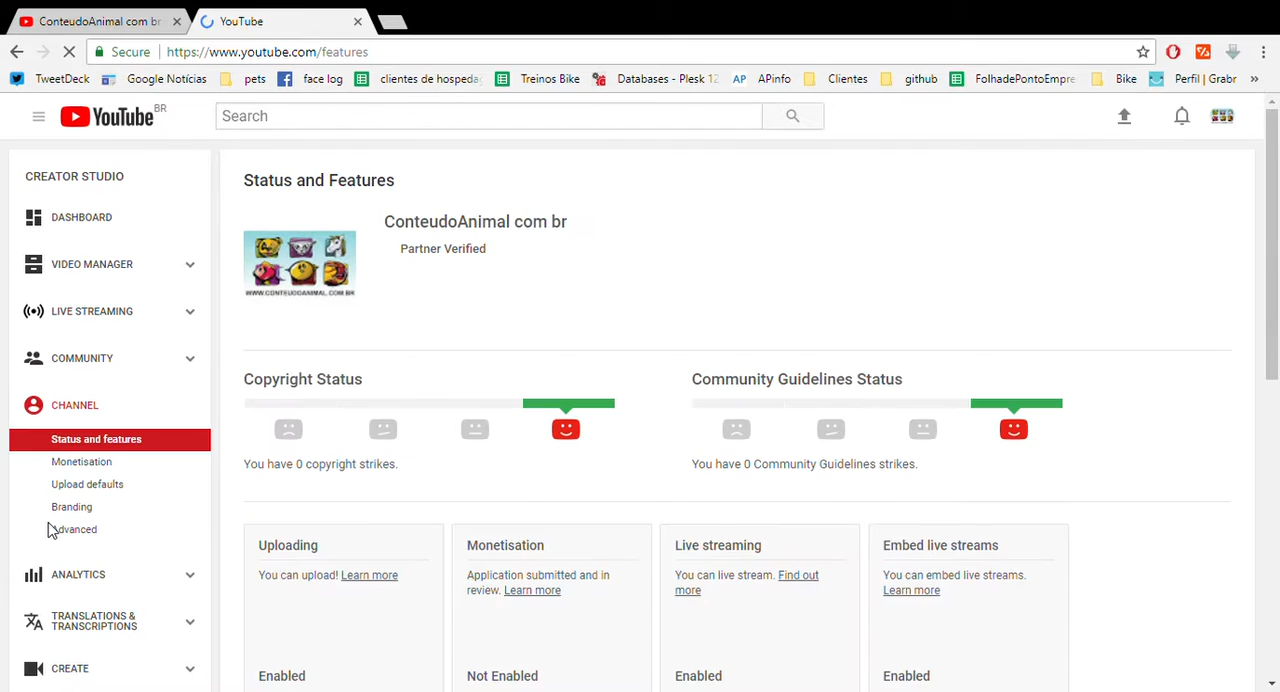 ConteudoAnimal com br
YouTube
Secure https://www.youtube.com/features
TweetDeck Google Notícias pets face log clientes de hospeda Treinos Bike Databases - Plesk 12 AP APinfo Clientes github FolhadePontoEmpre Bike Perfil | Grabr »
YouTube BR
Search
CREATOR STUDIO
DASHBOARD
VIDEO MANAGER
LIVE STREAMING
COMMUNITY
CHANNEL
Status and features
Monetisation
Upload defaults
Branding
Advanced
ANALYTICS
TRANSLATIONS &
TRANSCRIPTIONS
CREATE
Status and Features
ConteudoAnimal com br
Partner Verified
WWW.CONTEUDOANIMAL.COM.BR
Copyright Status
You have 0 copyright strikes.
Community Guidelines Status
You have 0 Community Guidelines strikes.
Uploading
You can upload! Learn more
Enabled
Monetisation
Application submitted and in
review. Learn more
Not Enabled
Live streaming
You can live stream. Find out
more
Enabled
Embed live streams
You can embed live streams.
Learn more
Enabled